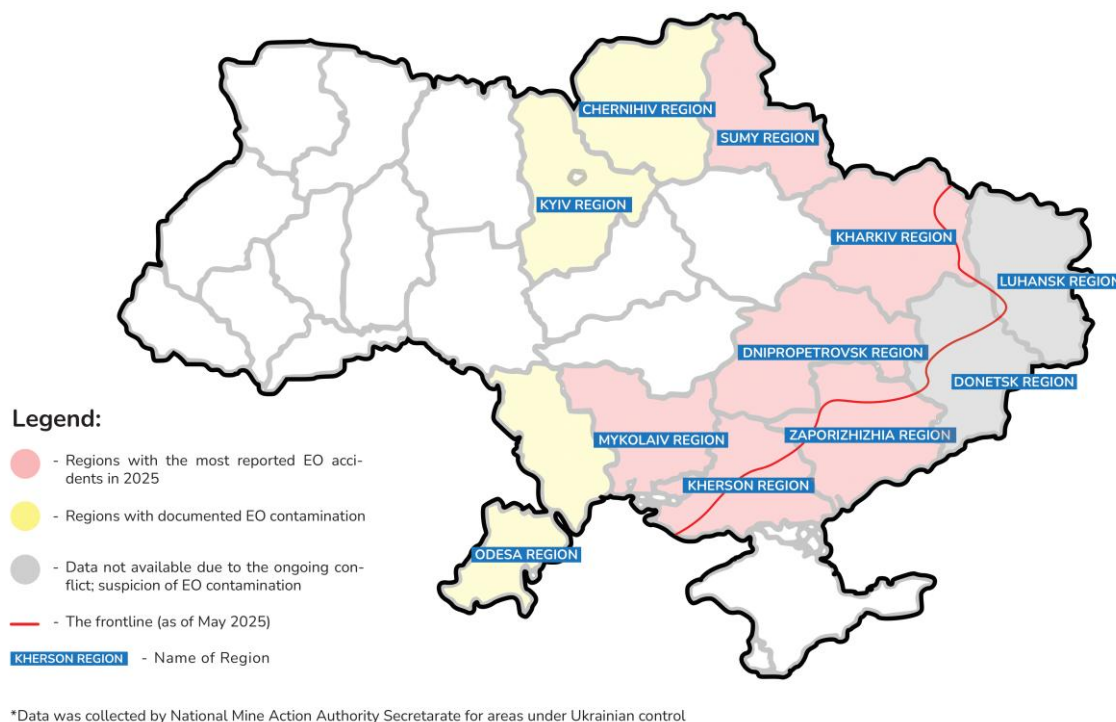 CHERNIHIV REGION
SUMY REGION
KYIV REGION
KHARKIV REGION
LUHANSK REGION
DNIPROPETROVSK REGION
DONETSK REGION
MYKOLAIV REGION
ZAPORIZHIZHIA REGION
KHERSON REGION
ODESA REGION
Legend:
- Regions with the most reported EO acci-
dents in 2025
- Regions with documented EO contamination
- Data not available due to the ongoing con-
flict; suspicion of EO contamination
- The frontline (as of May 2025)
KHERSON REGION - Name of Region
*Data was collected by National Mine Action Authority Secretarate for areas under Ukrainian control